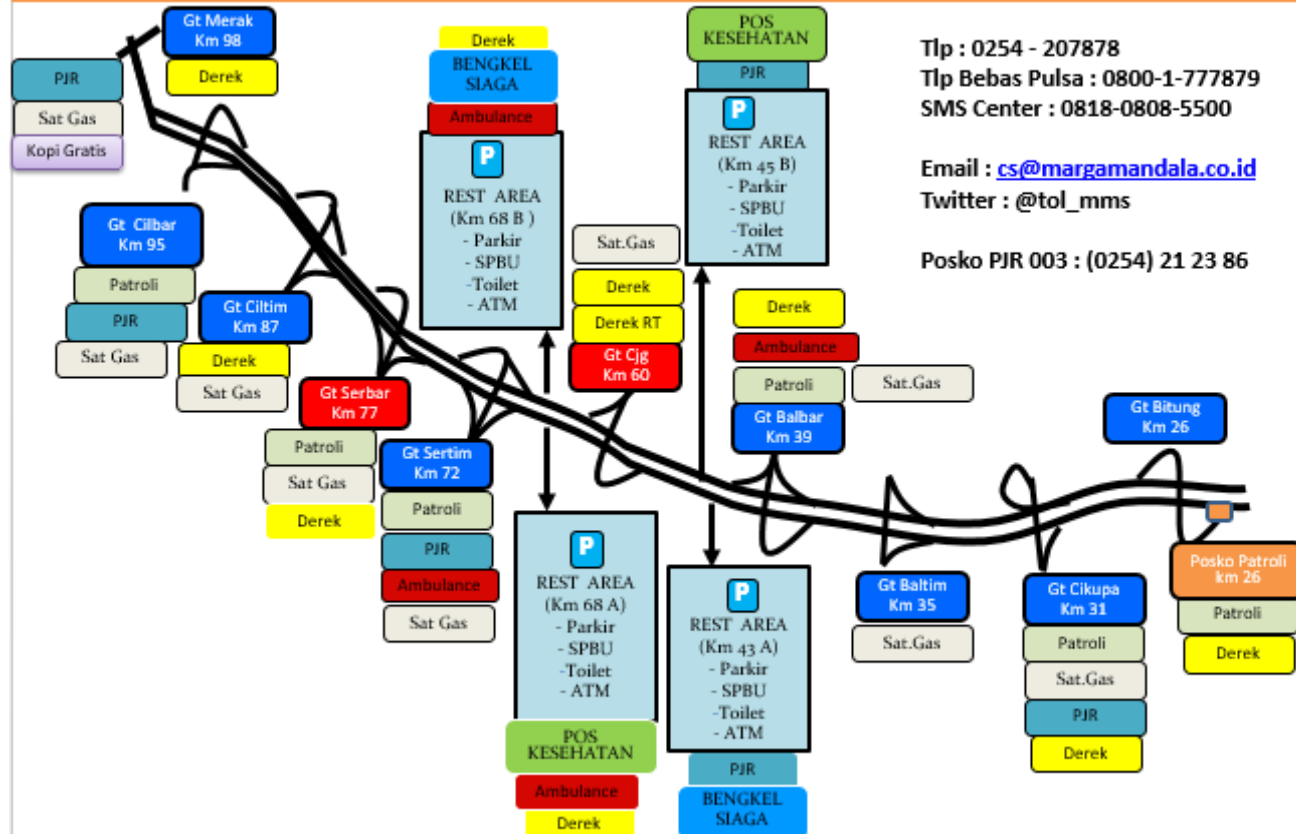 Gt Merak
Km 98
Derek
PJR
Sat Gas
Kopi Gratis
Gt Cilbar
Km 95
Patroli
PJR
Sat Gas
Gt Ciltim
Km 87
Derek
Sat Gas
Gt Serbar
Km 77
Patroli
Sat Gas
Derek
Gt Sertim
Km 72
Patroli
PJR
Ambulance
Sat Gas
Derek
BENGKEL
SIAGA
Ambulance
P
REST AREA
(Km 68 B )
- Parkir
- SPBU
-Toilet
- ATM
P
REST AREA
(Km 68 A)
- Parkir
- SPBU
-Toilet
- ATM
POS
KESEHATAN
Ambulance
Derek
Sat.Gas
Derek
Derek RT
Gt Cjg
Km 60
POS
KESEHATAN
PJR
P
REST AREA
(Km 45 B)
- Parkir
- SPBU
-Toilet
- ATM
P
REST AREA
(Km 43 A)
- Parkir
- SPBU
-Toilet
- ATM
PJR
BENGKEL
SIAGA
Derek
Ambulance
Patroli
Sat.Gas
Gt Balbar
Km 39
Gt Baltim
Km 35
Sat.Gas
Gt Cikupa
Km 31
Patroli
Sat.Gas
PJR
Derek
Gt Bitung
Km 26
Posko Patroli
km 26
Patroli
Derek
Tlp : 0254 - 207878
Tlp Bebas Pulsa : 0800-1-777879
SMS Center : 0818-0808-5500
Email : cs@margamandala.co.id
Twitter : @tol_mms
Posko PJR 003 : (0254) 21 23 86